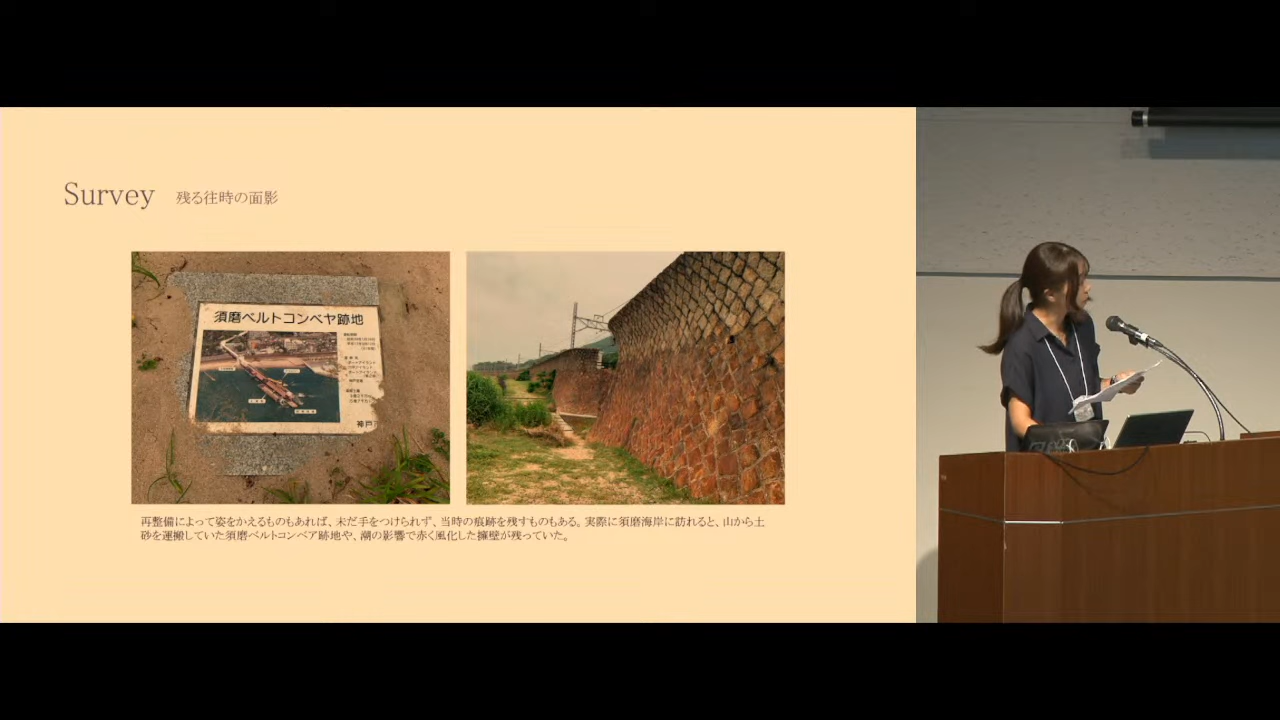 Survey 残る往時の面影
須磨ベルトコンベヤ跡地
神戸
再整備によって姿をかえるものもあれば、未だ手をつけられず、当時の痕跡を残すものもある。実際に須磨海岸に訪れると、山から土
砂を運搬していた須磨ベルトコンベア跡地や、潮の影響で赤く風化した擁壁が残っていた。